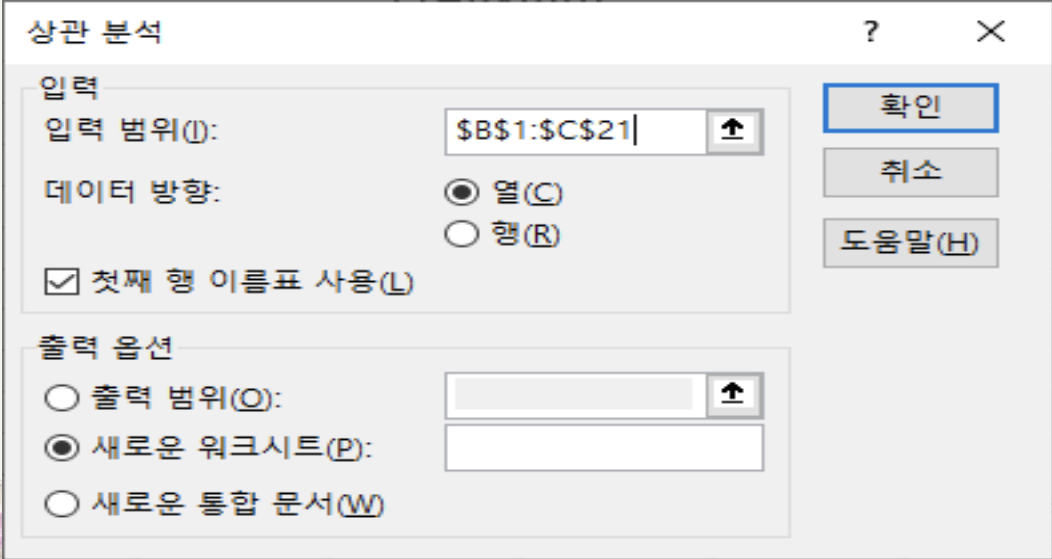 상관 분석
?
입력
입력 범위(I):
$B$1:$C$21
확인
데이터 방향:
열(C)
취소
행(R)
도움말(H)
첫째 행 이름표 사용(L)
출력 옵션
출력 범위(O):
새로운 워크시트(P):
새로운 통합 문서(W)